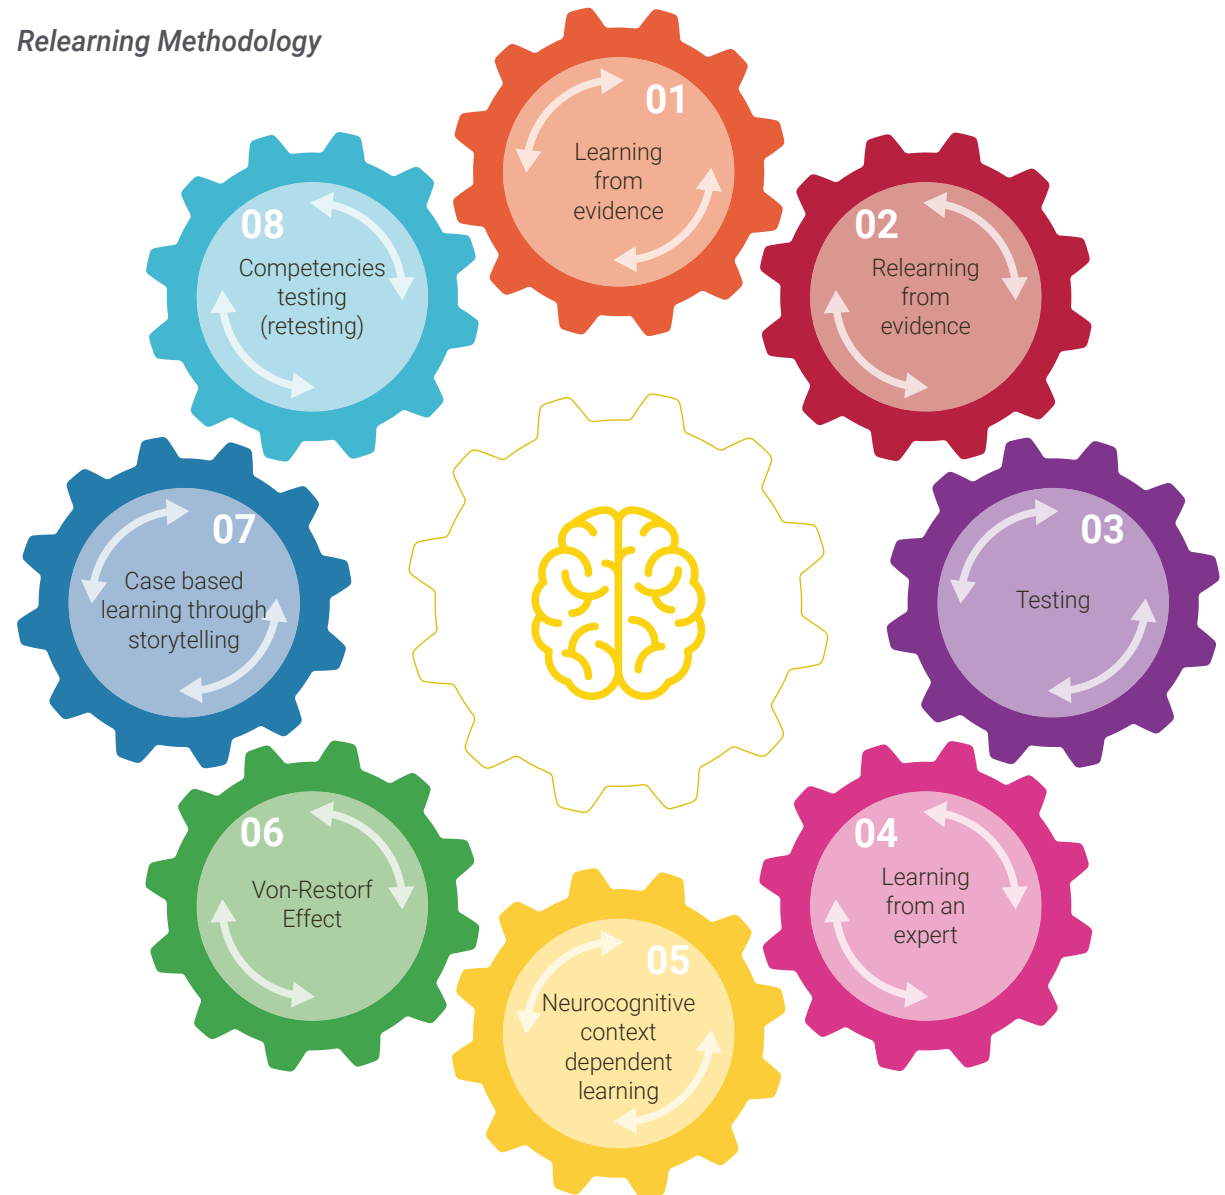 Relearning Methodology
01
Learning
from
evidence
02
Relearning
from
evidence
03
Testing
04
Learning
from an
expert
05
Neurocognitive
context
dependent
learning
06
Von-Restorf
Effect
07
Case based
learning through
storytelling
08
Competencies
testing
(retesting)